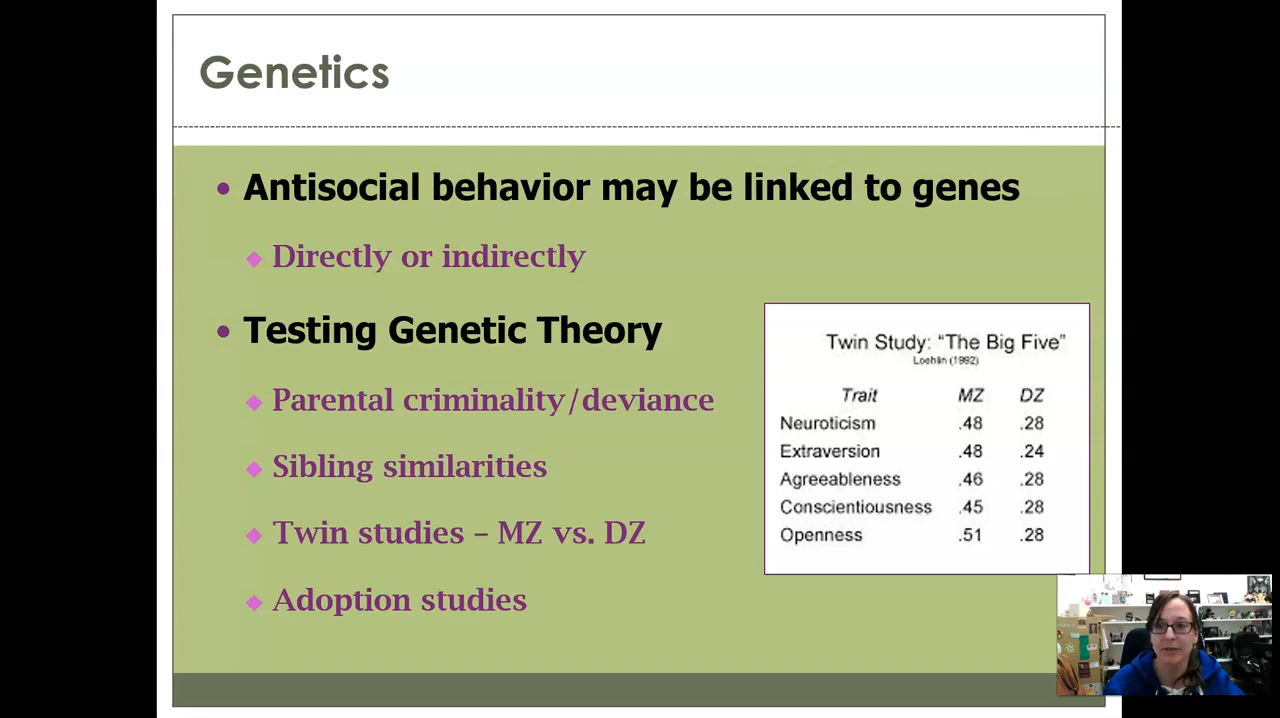 Genetics
• Antisocial behavior may be linked to genes
◆ Directly or indirectly
• Testing Genetic Theory
◆ Parental criminality/deviance
◆ Sibling similarities
◆ Twin studies – MZ vs. DZ
◆ Adoption studies
Twin Study: “The Big Five”
Loehlin (1992)
Trait MZ DZ
Neuroticism .48 .28
Extraversion .48 .24
Agreeableness .46 .28
Conscientiousness .45 .28
Openness .51 .28